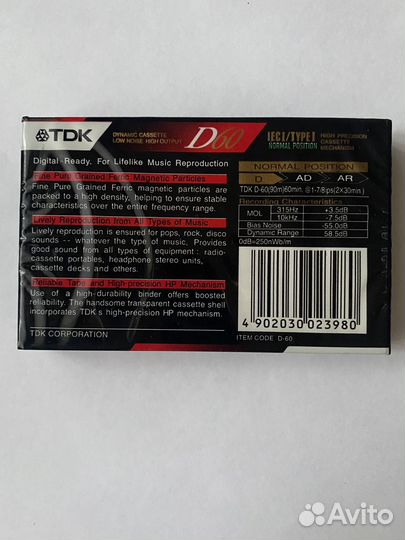 TDK
DYNAMIC CASSETTE
LOW NOISE HIGH OUTPUT
D60
IEC I/TYPE I
NORMAL POSITION
HIGH PRECISION
CASSETTE
MECHANISM
Digital-Ready. For Lifelike Music Reproduction
Fine Pure Grained Ferric Magnetic Particles
Fine Pure Grained Ferric magnetic particles are
packed to a high density, helping to ensure stable
characteristics over the entire frequency range.
Lively Reproduction from All Types of Music
Lively reproduction is ensured for pops, rock, disco
sounds -- whatever the type of music. Provides
good sound from all types of equipment : radio-
cassette portables, headphone stereo units,
cassette decks and others.
Reliable Tape and High-precision HP Mechanism
Use of a high-durability binder offers boosted
reliability. The handsome transparent cassette shell
incorporates TDK s high-precision HP mechanism.
TDK CORPORATION
NORMAL POSITION
D AD AR
TDK D-60(90m)60min. @1-7/8ips(2X30min.)
Recording Characteristics
MOL 315Hz +3.5dB
10kHz -7.5dB
Bias Noise -55.0dB
Dynamic Range 58.5dB
0dB=250nWb/m
4 902030 023980
ITEM CODE D-60
Avito